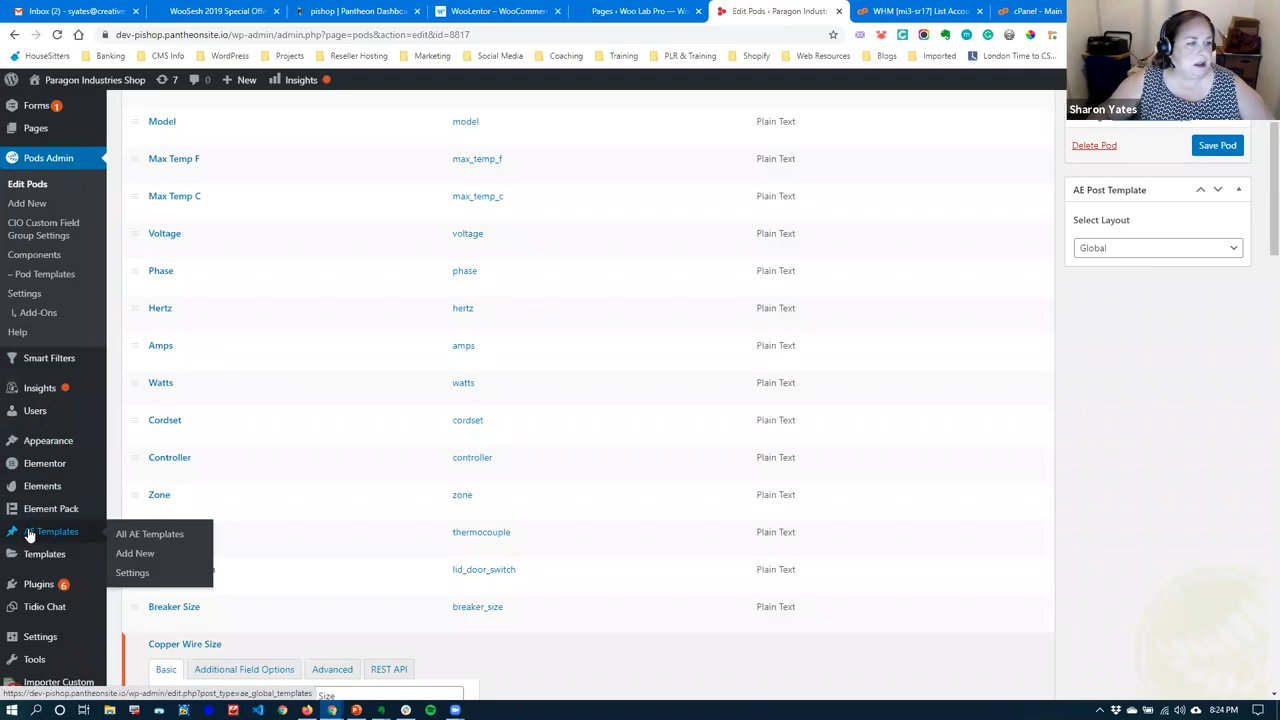 Inbox (2) - syates@creative
WooSesh 2019 Special Offe
pishop | Pantheon Dashboa
WooLentor – WooCommer
Pages ‹ Woo Lab Pro — Wo
Edit Pods ‹ Paragon Industri
WHM [mi3-sr17] List Accou
cPanel - Main
dev-pishop.pantheonsite.io/wp-admin/admin.php?page=pods&action=edit&id=8817
HouseSitters
Banking
CMS Info
WordPress
Projects
Reseller Hosting
Marketing
Social Media
Coaching
Training
PLR & Training
Shopify
Web Resources
Blogs
Imported
London Time to CS...
Paragon Industries Shop
7
0
New
Insights
Sharon Yates
Forms 1
Pages
Pods Admin
Edit Pods
Add New
CIO Custom Field
Group Settings
Components
– Pod Templates
Settings
Add-Ons
Help
Smart Filters
Insights
Users
Appearance
Elementor
Elements
Element Pack
AE Templates
Templates
Plugins 6
Tidio Chat
Settings
Tools
Importer Custom
All AE Templates
Add New
Settings
Model
model
Plain Text
Max Temp F
max_temp_f
Plain Text
Max Temp C
max_temp_c
Plain Text
Voltage
voltage
Plain Text
Phase
phase
Plain Text
Hertz
hertz
Plain Text
Amps
amps
Plain Text
Watts
watts
Plain Text
Cordset
cordset
Plain Text
Controller
controller
Plain Text
Zone
zone
Plain Text
thermocouple
Plain Text
lid_door_switch
Plain Text
Breaker Size
breaker_size
Plain Text
Copper Wire Size
Basic
Additional Field Options
Advanced
REST API
Size
Delete Pod
Save Pod
AE Post Template
Select Layout
Global
https://dev-pishop.pantheonsite.io/wp-admin/edit.php?post_type=ae_global_templates
8:24 PM